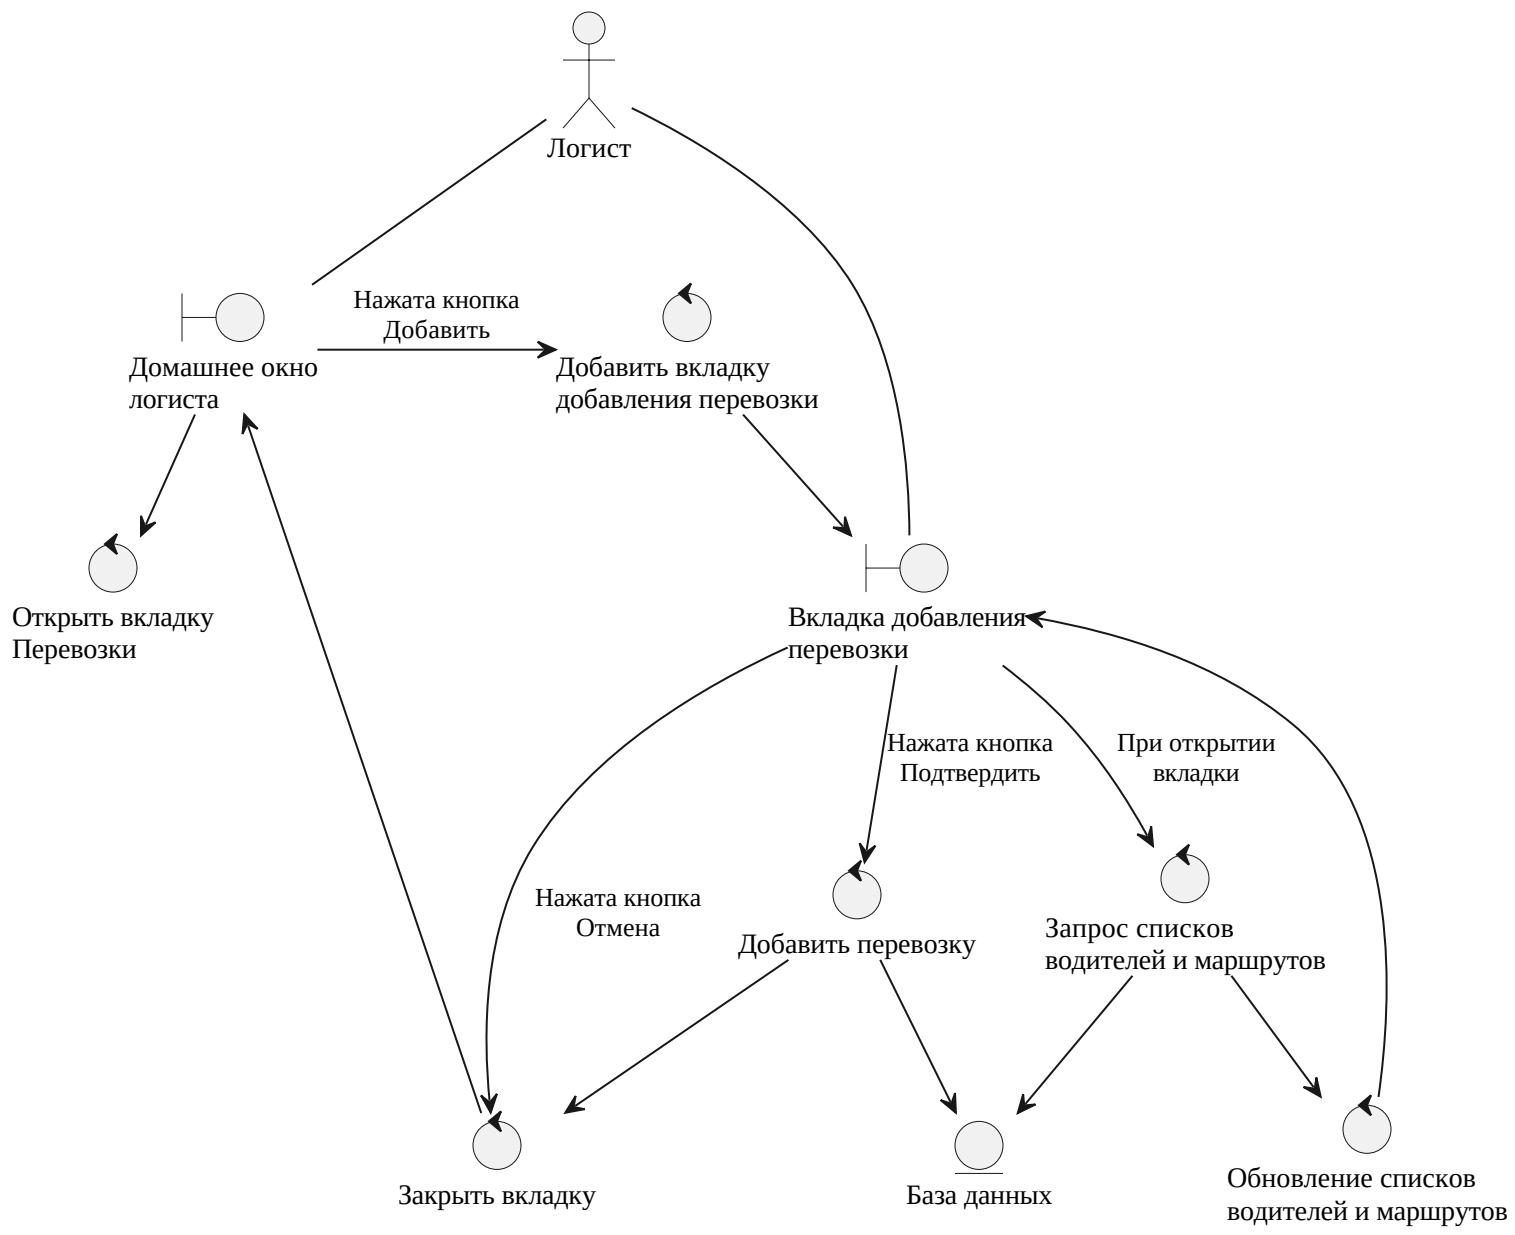 Логист
Нажата кнопка
Добавить
Домашнее окно
логиста
Добавить вкладку
добавления перевозки
Открыть вкладку
Перевозки
Вкладка добавления
перевозки
Нажата кнопка
Подтвердить
При открытии
вкладки
Нажата кнопка
Отмена
Добавить перевозку
Запрос списков
водителей и маршрутов
Закрыть вкладку
База данных
Обновление списков
водителей и маршрутов